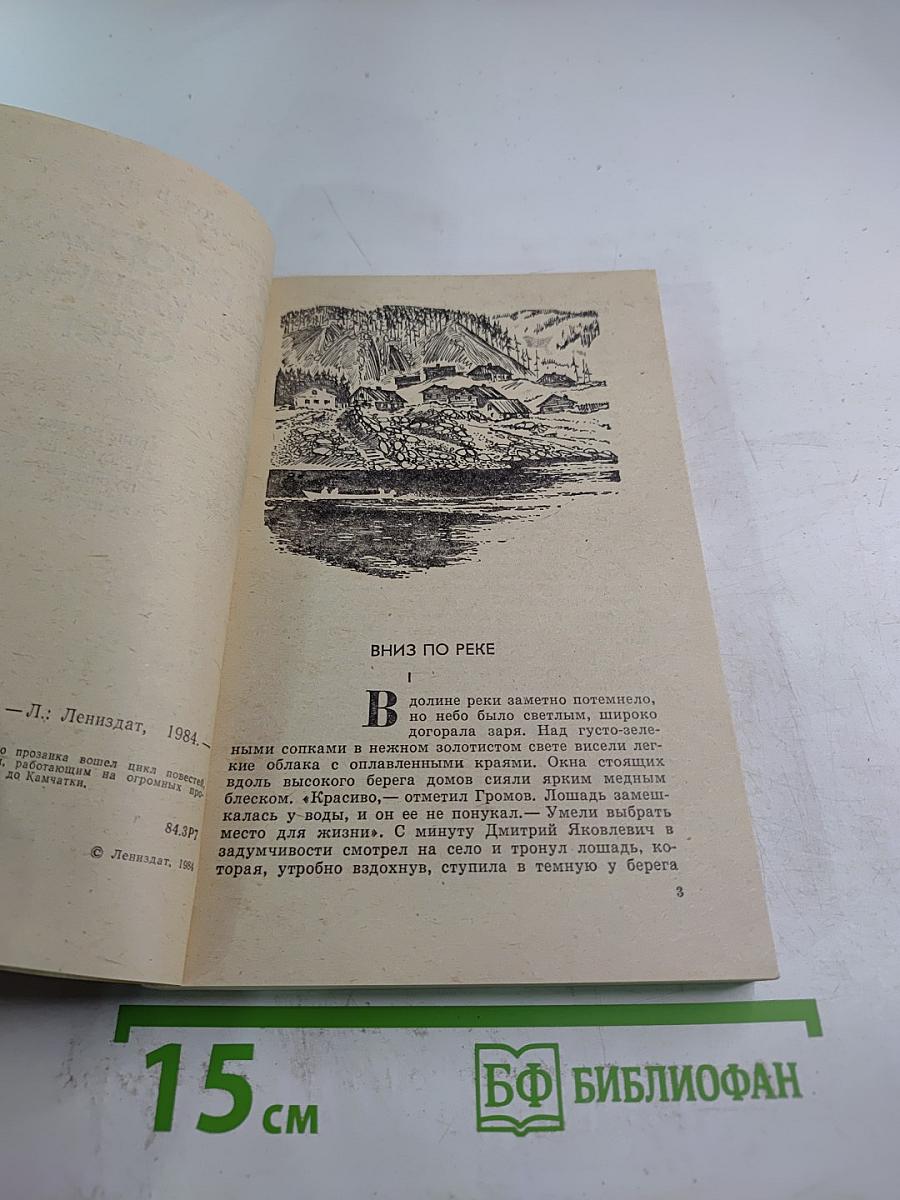 — Л.: Лениздат, 1984.—
о прозаика вошел цикл повестей,
, работающим на огромных про-
до Камчатки.
84.3Р7
© Лениздат, 1984
ВНИЗ ПО РЕКЕ
I
В долине реки заметно потемнело,
но небо было светлым, широко
догорала заря. Над густо-зеле-
ными сопками в нежном золотистом свете висели лег-
кие облака с оплавленными краями. Окна стоящих
вдоль высокого берега домов сияли ярким медным
блеском. «Красиво,— отметил Громов. Лошадь замеш-
калась у воды, и он ее не понукал.— Умели выбрать
место для жизни». С минуту Дмитрий Яковлевич в
задумчивости смотрел на село и тронул лошадь, ко-
торая, утробно вздохнув, ступила в темную у берега
3
15 см
БФ БИБЛИОФАН